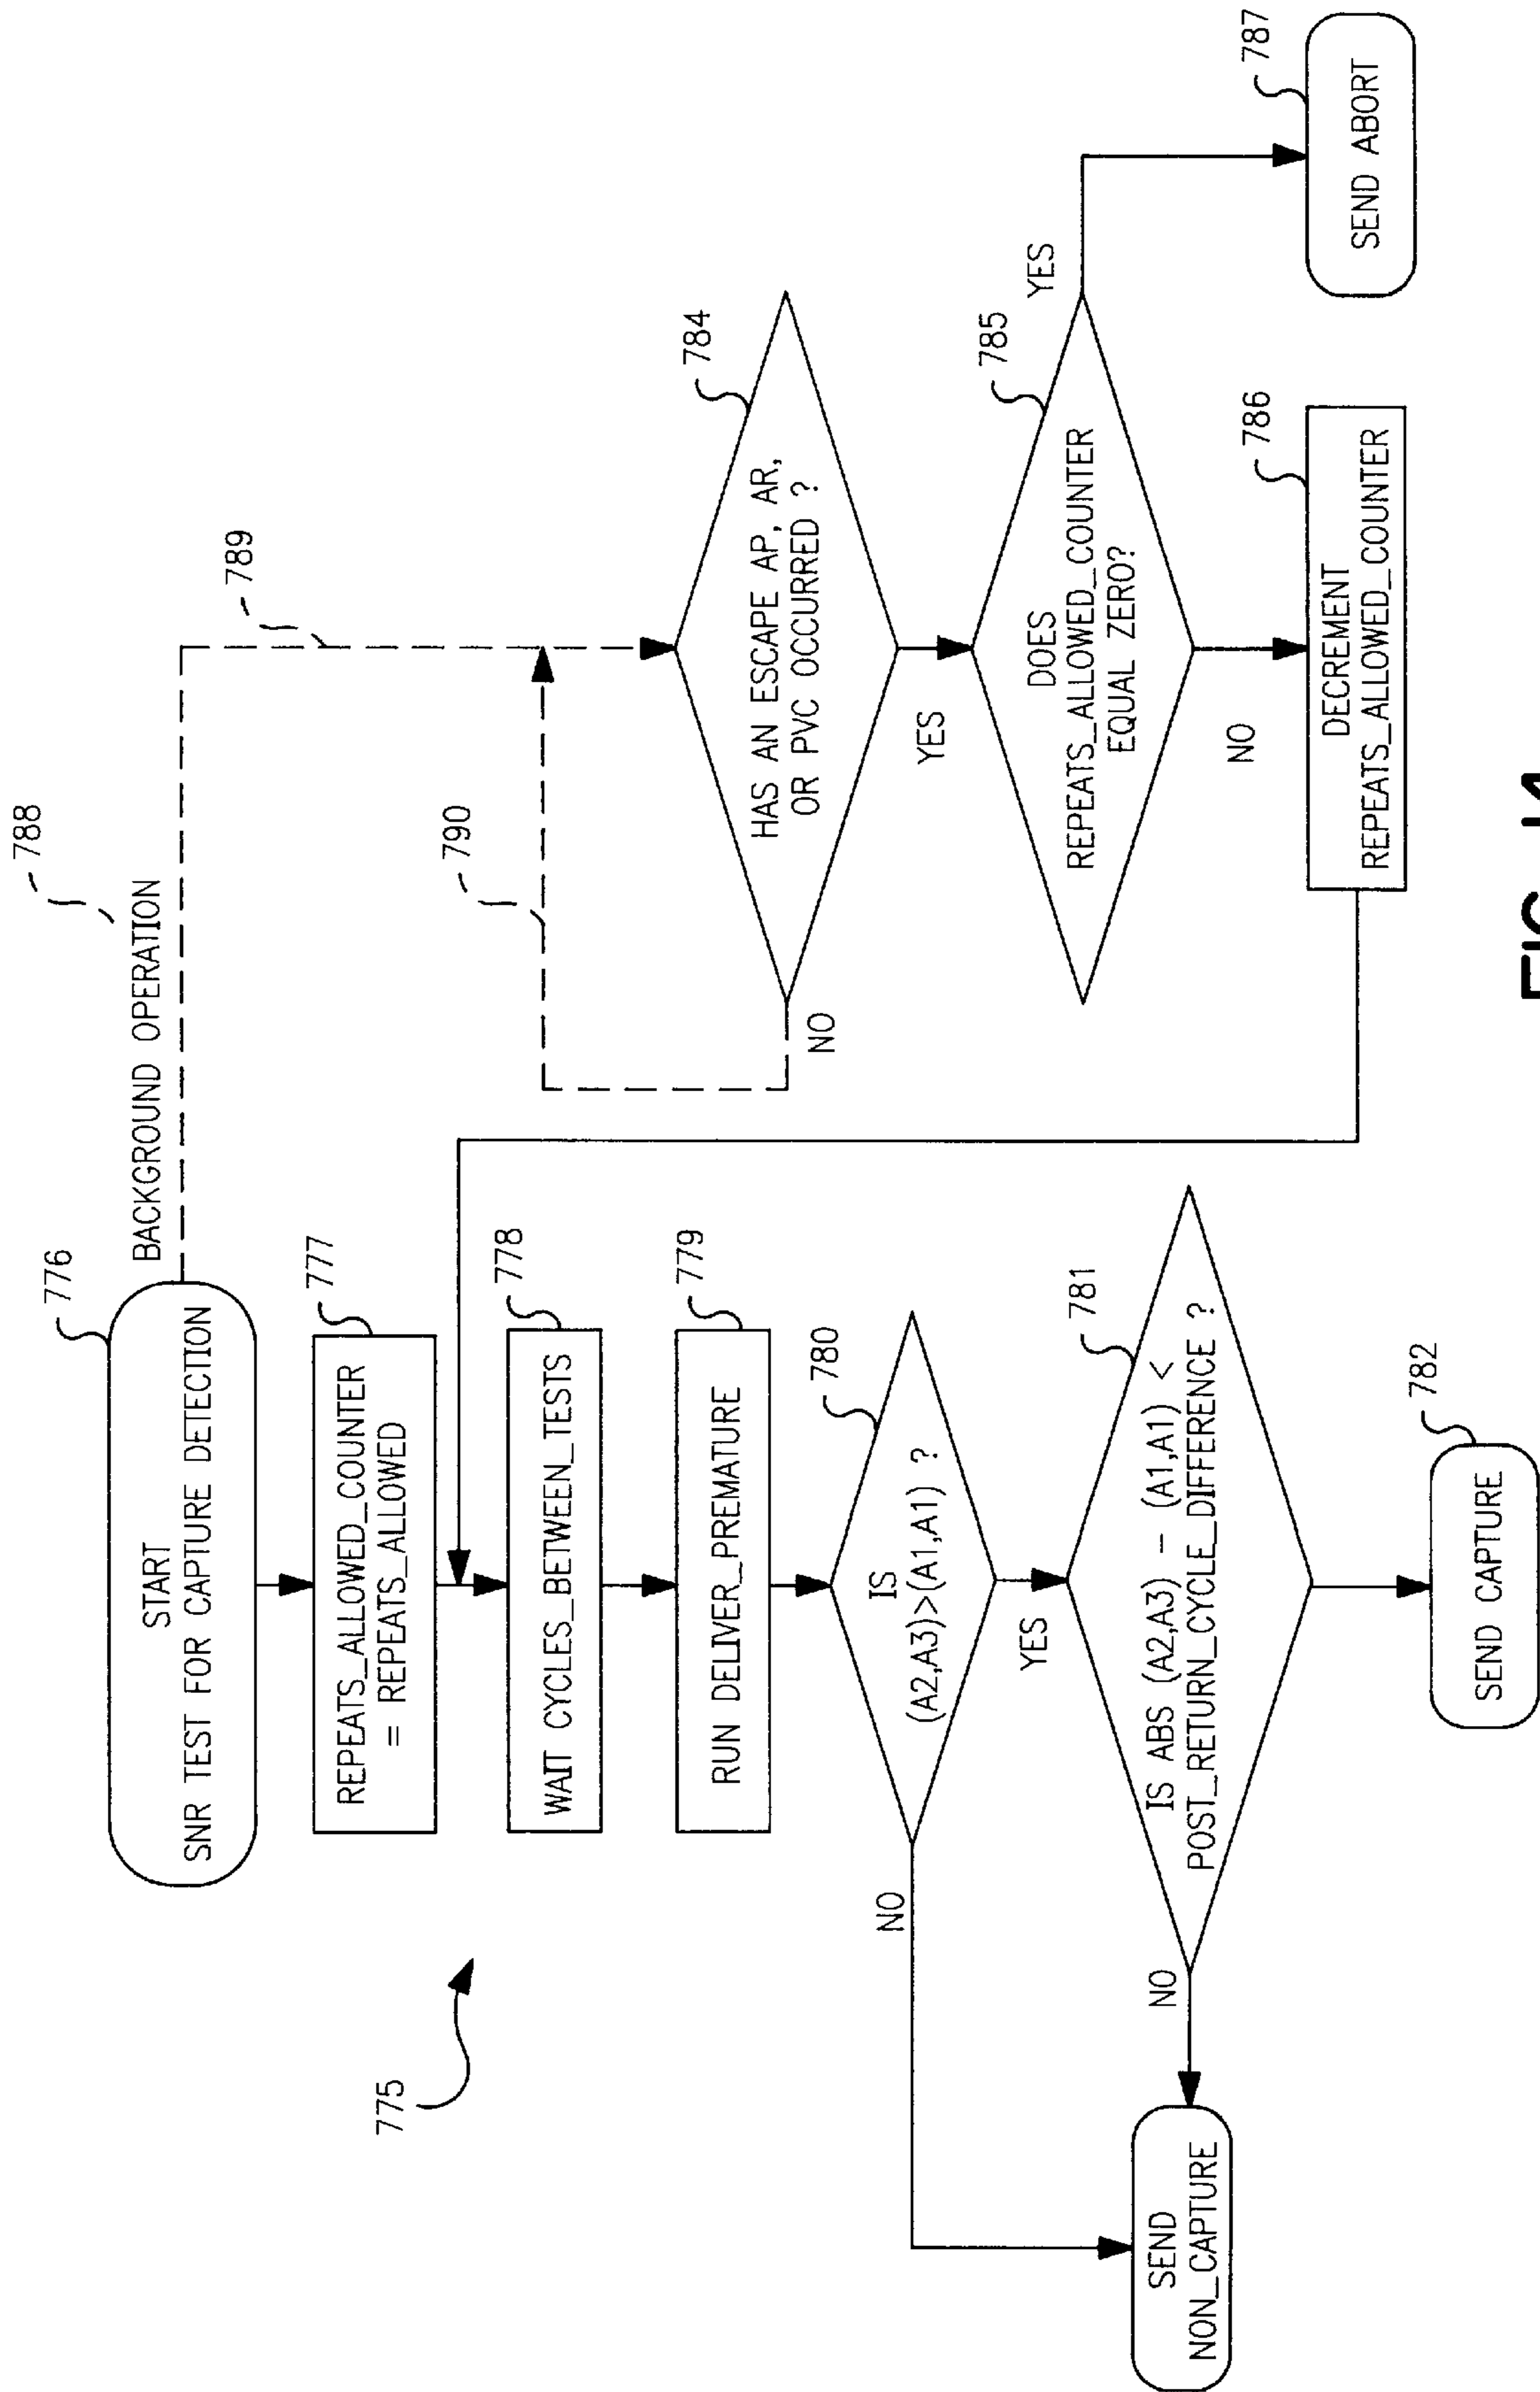 788
BACKGROUND OPERATION
789
776
START
SNR TEST FOR CAPTURE DETECTION
777
REPEATS_ALLOWED_COUNTER
= REPEATS_ALLOWED
790
775
778
WAIT CYCLES_BETWEEN_TESTS
779
RUN DELIVER_PREMATURE
784
HAS AN ESCAPE AP, AR,
OR PVC OCCURRED ?
NO
YES
780
IS
(A2,A3)>(A1,A1) ?
NO
YES
785
DOES
REPEATS_ALLOWED_COUNTER
EQUAL ZERO?
YES
NO
781
IS ABS (A2,A3) – (A1,A1) <
POST_RETURN_CYCLE_DIFFERENCE ?
NO
SEND
NON_CAPTURE
786
DECREMENT
REPEATS_ALLOWED_COUNTER
787
SEND ABORT
782
SEND CAPTURE